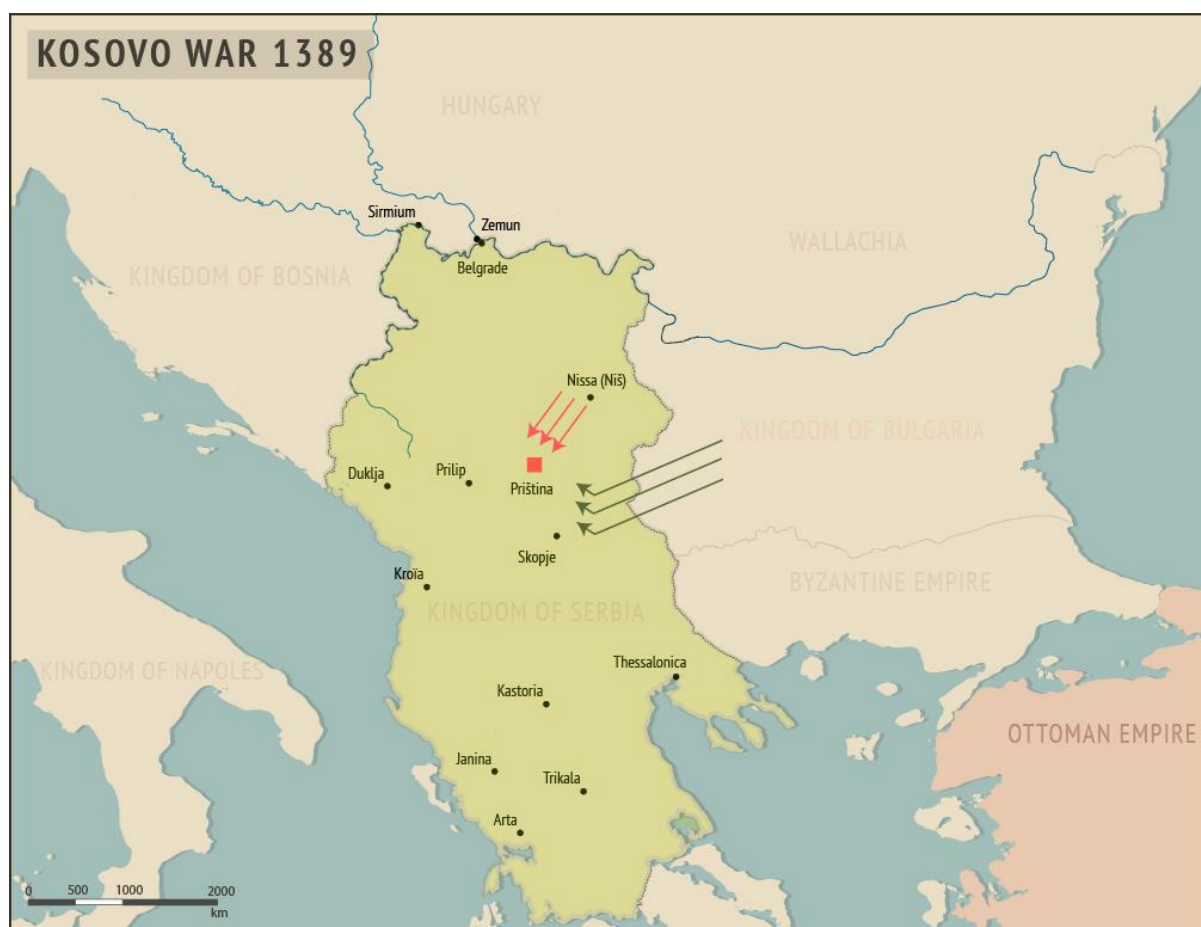 KOSOVO WAR 1389
HUNGARY
Sirmium
Zemun
WALLACHIA
KINGDOM OF BOSNIA
Belgrade
Nissa (Niš)
KINGDOM OF BULGARIA
Duklja
Prilip
Priština
Skopje
Kroïa
BYZANTINE EMPIRE
KINGDOM OF SERBIA
KINGDOM OF NAPOLES
Thessalonica
Kastoria
OTTOMAN EMPIRE
Janina
Trikala
Arta
0 500 1000 2000
km